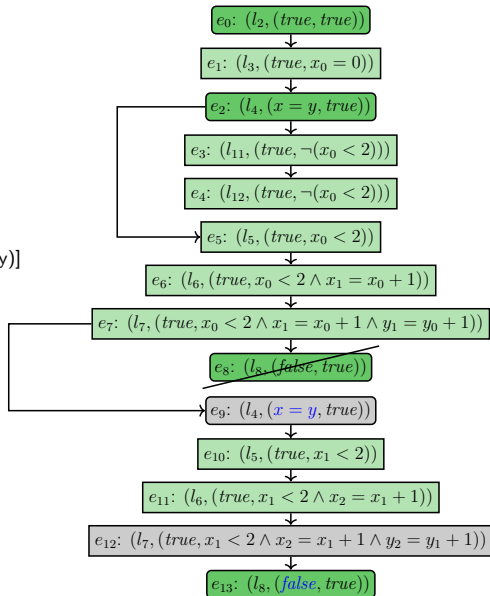 e₀: (l₂, (true, true))
e₁: (l₃, (true, x₀ = 0))
e₂: (l₄, (x = y, true))
e₃: (l₁₁, (true, ¬(x₀ < 2)))
e₄: (l₁₂, (true, ¬(x₀ < 2)))
e₅: (l₅, (true, x₀ < 2))
y)]
e₆: (l₆, (true, x₀ < 2 ∧ x₁ = x₀ + 1))
e₇: (l₇, (true, x₀ < 2 ∧ x₁ = x₀ + 1 ∧ y₁ = y₀ + 1))
e₈: (l₈, (false, true))
e₉: (l₄, (x = y, true))
e₁₀: (l₅, (true, x₁ < 2))
e₁₁: (l₆, (true, x₁ < 2 ∧ x₂ = x₁ + 1))
e₁₂: (l₇, (true, x₁ < 2 ∧ x₂ = x₁ + 1 ∧ y₂ = y₁ + 1))
e₁₃: (l₈, (false, true))